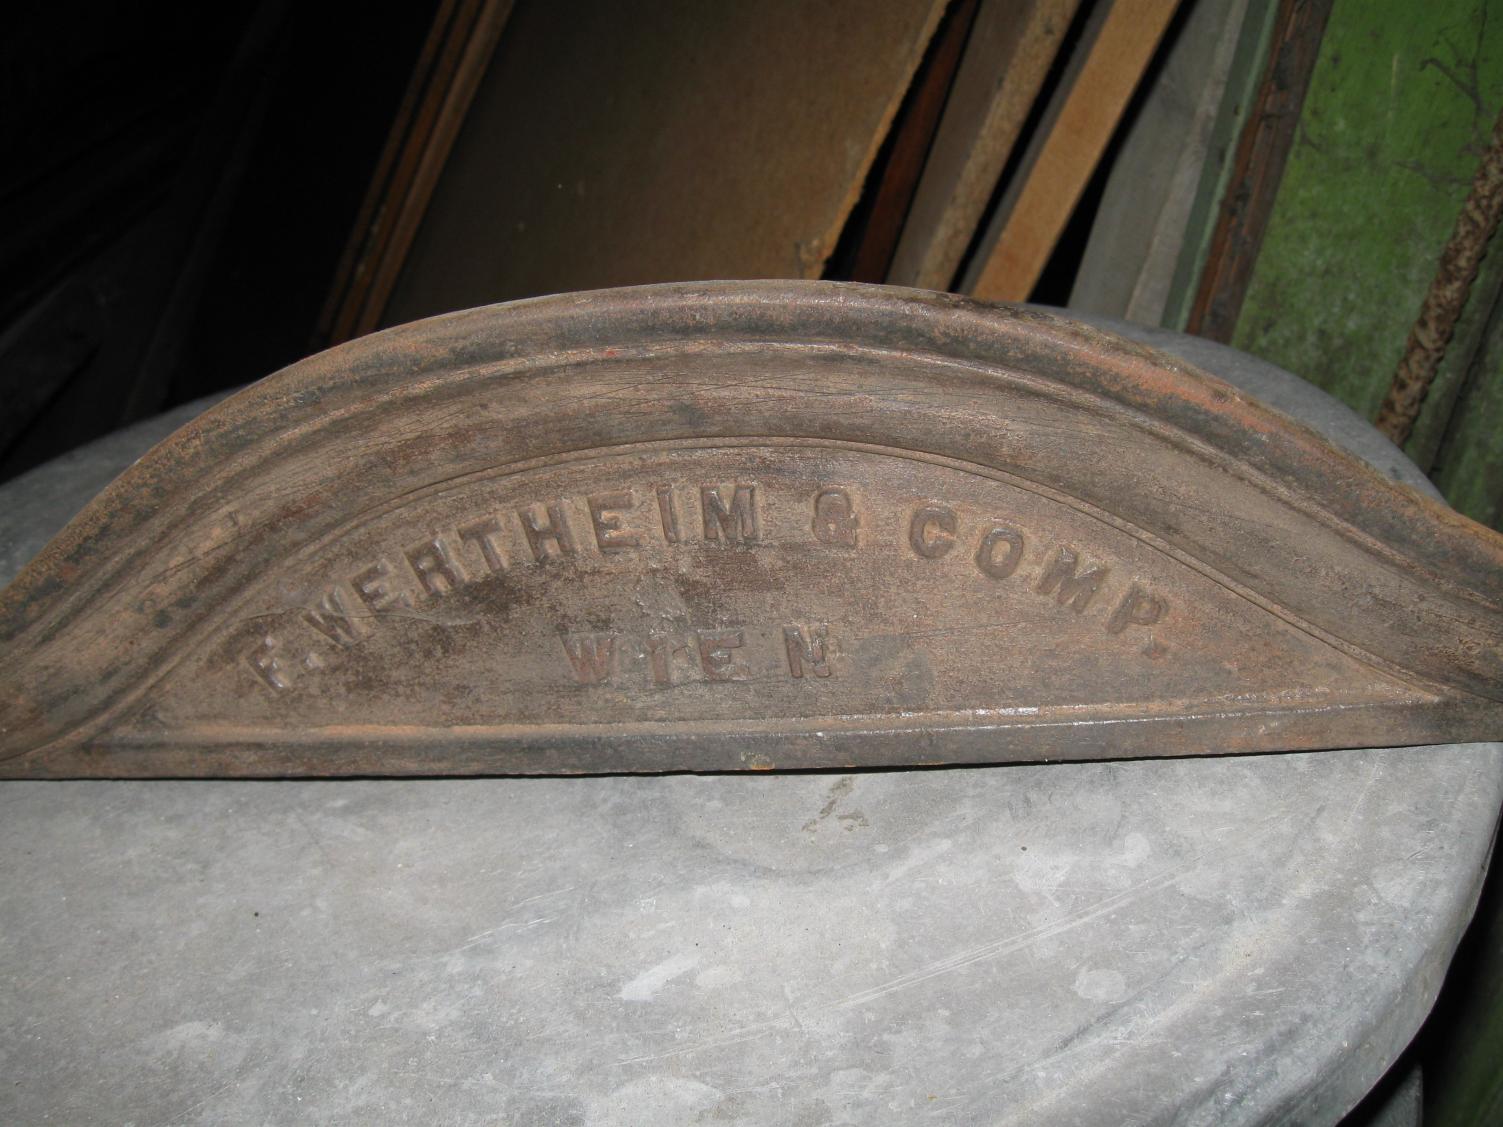 F. WERTHEIM & COMP.
WIEN